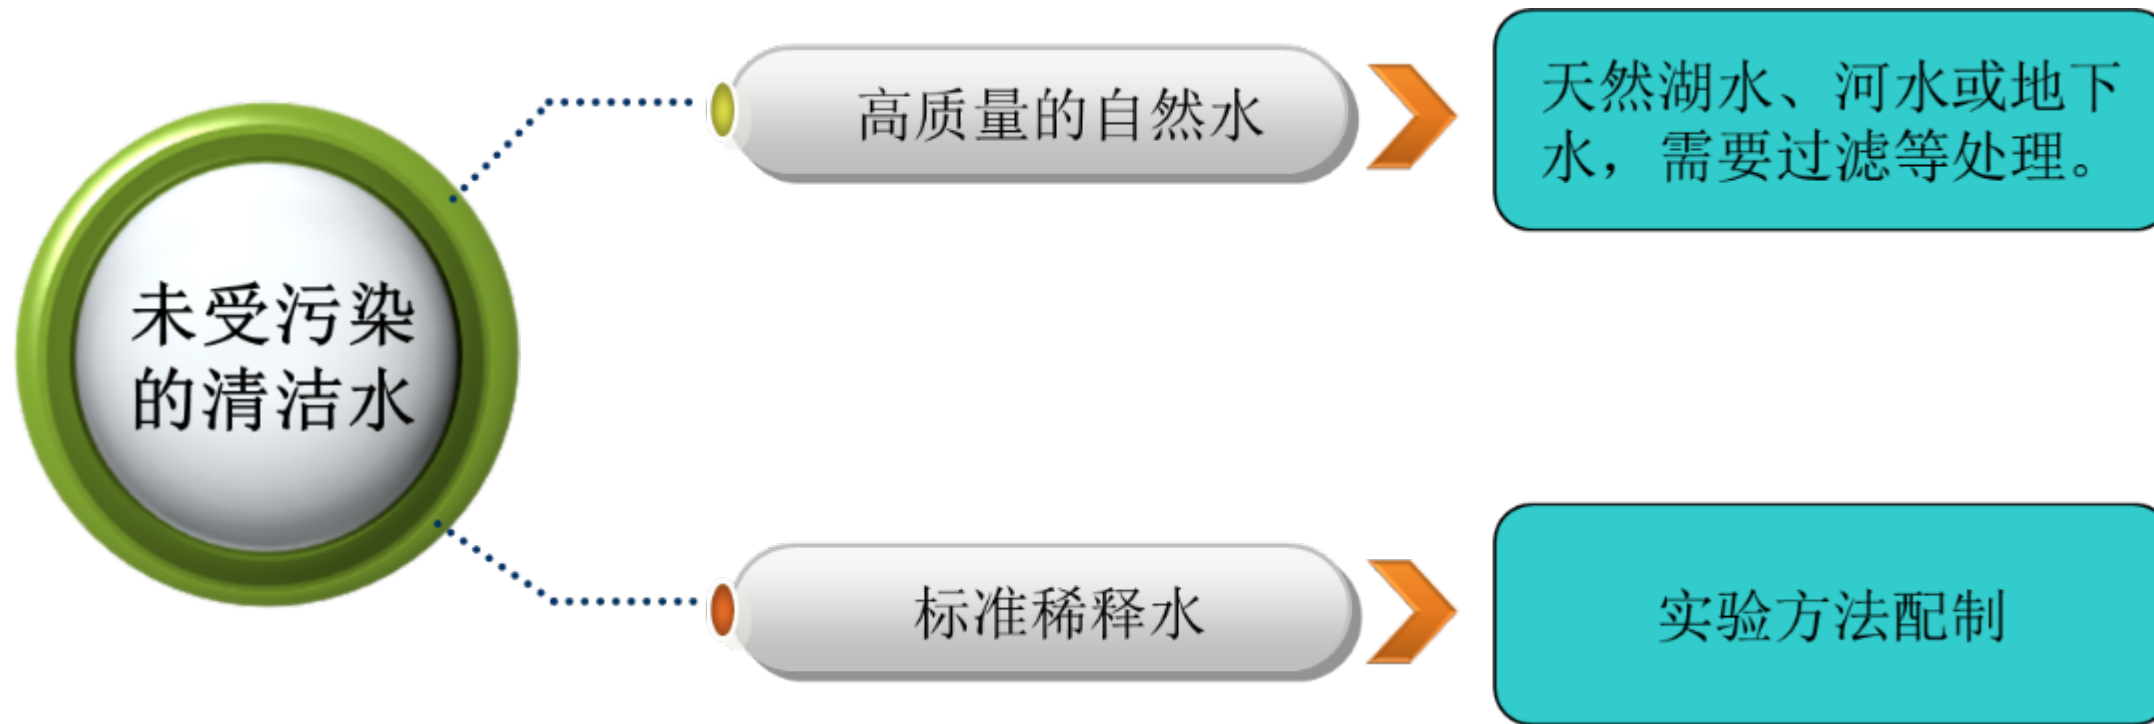 未受污染
的清洁水
高质量的自然水
天然湖水、河水或地下
水，需要过滤等处理。
标准稀释水
实验方法配制